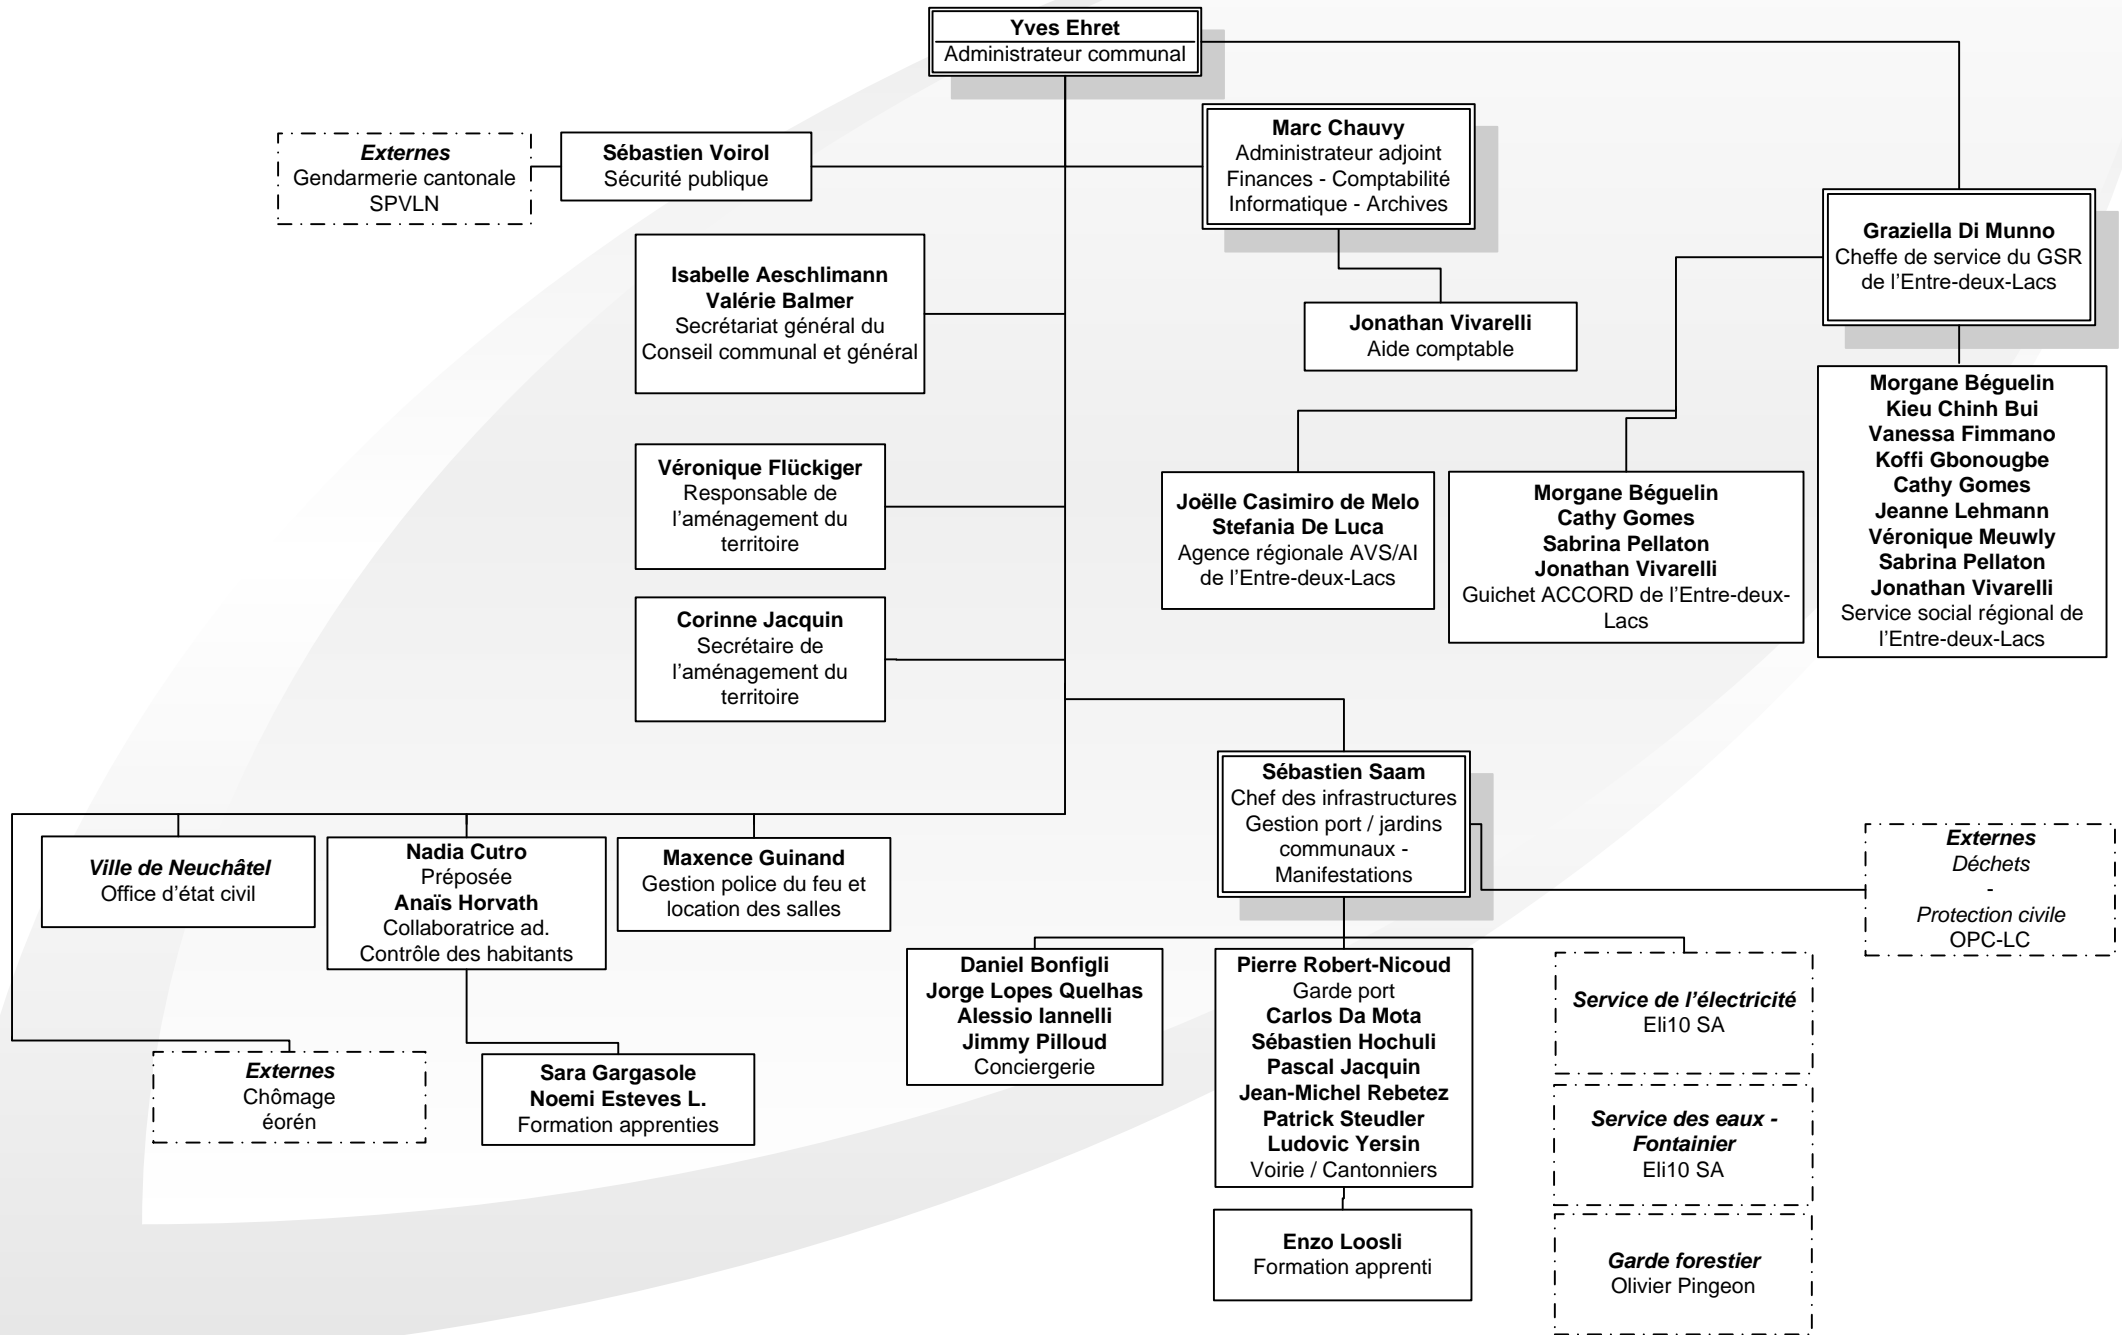 Yves Ehret
Administrateur communal
Externes
Gendarmerie cantonale
SPVLN
Sébastien Voirol
Sécurité publique
Marc Chauvy
Administrateur adjoint
Finances - Comptabilité
Informatique - Archives
Graziella Di Munno
Cheffe de service du GSR
de l'Entre-deux-Lacs
Isabelle Aeschlimann
Valérie Balmer
Secrétariat général du
Conseil communal et général
Jonathan Vivarelli
Aide comptable
Véronique Flückiger
Responsable de
l'aménagement du
territoire
Joëlle Casimiro de Melo
Stefania De Luca
Agence régionale AVS/AI
de l'Entre-deux-Lacs
Morgane Béguelin
Cathy Gomes
Sabrina Pellaton
Jonathan Vivarelli
Guichet ACCORD de l'Entre-deux-
Lacs
Morgane Béguelin
Kieu Chinh Bui
Vanessa Fimmano
Koffi Gbonougbe
Cathy Gomes
Jeanne Lehmann
Véronique Meuwly
Sabrina Pellaton
Jonathan Vivarelli
Service social régional de
l'Entre-deux-Lacs
Corinne Jacquin
Secrétaire de
l'aménagement du
territoire
Sébastien Saam
Chef des infrastructures
Gestion port / jardins
communaux -
Manifestations
Externes
Déchets
-
Protection civile
OPC-LC
Ville de Neuchâtel
Office d'état civil
Nadia Cutro
Préposée
Anaïs Horvath
Collaboratrice ad.
Contrôle des habitants
Maxence Guinand
Gestion police du feu et
location des salles
Daniel Bonfigli
Jorge Lopes Quelhas
Alessio Iannelli
Jimmy Pilloud
Conciergerie
Pierre Robert-Nicoud
Garde port
Carlos Da Mota
Sébastien Hochuli
Pascal Jacquin
Jean-Michel Rebetez
Patrick Steudler
Ludovic Yersin
Voirie / Cantonniers
Service de l'électricité
Eli10 SA
Externes
Chômage
éorén
Sara Gargasole
Noemi Esteves L.
Formation apprenties
Service des eaux -
Fontainier
Eli10 SA
Enzo Loosli
Formation apprenti
Garde forestier
Olivier Pingeon